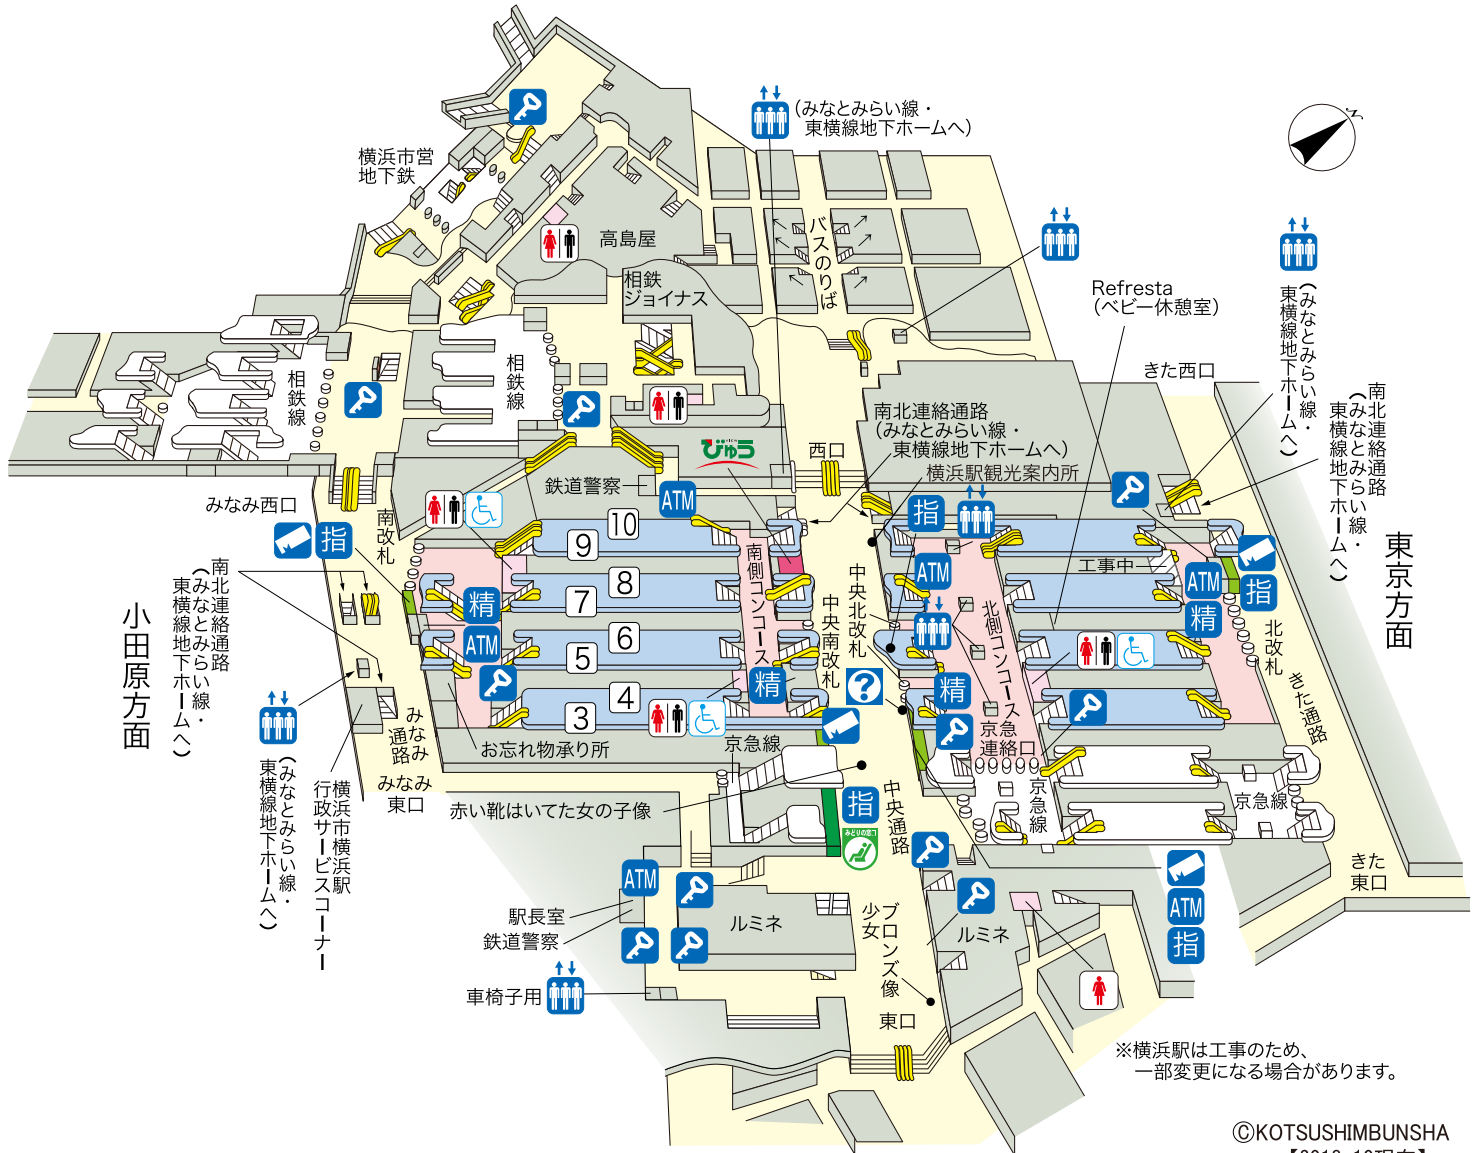 (みなとみらい線・
東横線地下ホームへ)
横浜市営
地下鉄
高島屋
バスのりば
相鉄
ジョイナス
Refresta
(ベビー休憩室)
(みなとみらい線・
東横線地下ホームへ)
きた西口
相鉄線
相鉄線
南北連絡通路
(みなとみらい線・
東横線地下ホームへ)
南北連絡通路
(みなとみらい線・
東横線地下ホームへ)
びゅう
西口
横浜駅観光案内所
鉄道警察
ATM
みなみ西口
南改札
指
指
10
9
8
7
6
5
4
3
南側コンコース
工事中
東京方面
ATM
ATM
指
精
精
ATM
南北連絡通路
(みなとみらい線・
東横線地下ホームへ)
小田原方面
中央北改札
中央南改札
北側コンコース
北改札
精
精
きた通路
みなみ
通路
お忘れ物承り所
京急線
京急
連絡口
みなみ
東口
(みなとみらい線・
東横線地下ホームへ)
横浜市横浜駅
行政サービスコーナー
赤い靴はいてた女の子像
指
みどりの窓口
中央通路
京急線
京急線
きた
東口
ATM
ATM
指
駅長室
鉄道警察
ルミネ
ブロンズ像
少女
ルミネ
車椅子用
東口
※横浜駅は工事のため、
一部変更になる場合があります。
ⒸKOTSUSHIMBUNSHA